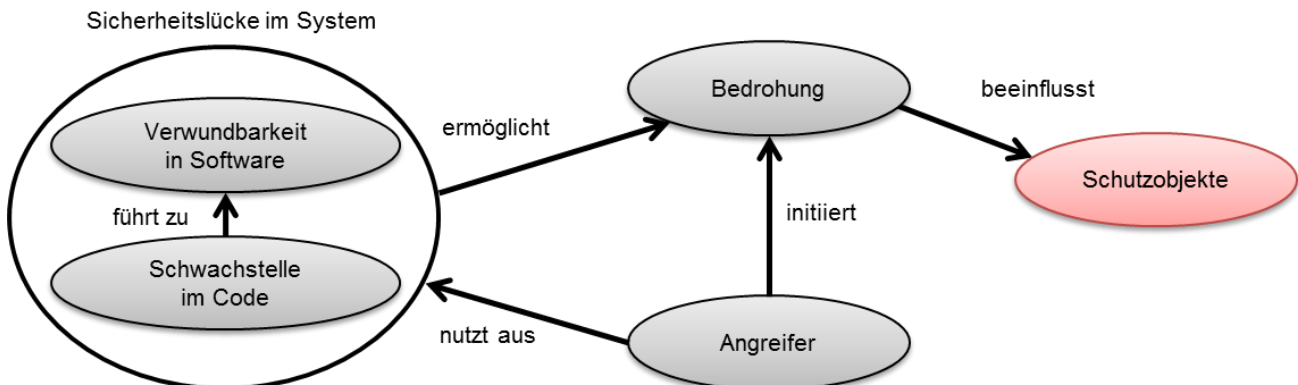 Sicherheitslücke im System
Bedrohung
beeinflusst
Verwundbarkeit
in Software
ermöglicht
Schutzobjekte
führt zu
initiiert
Schwachstelle
im Code
nutzt aus
Angreifer